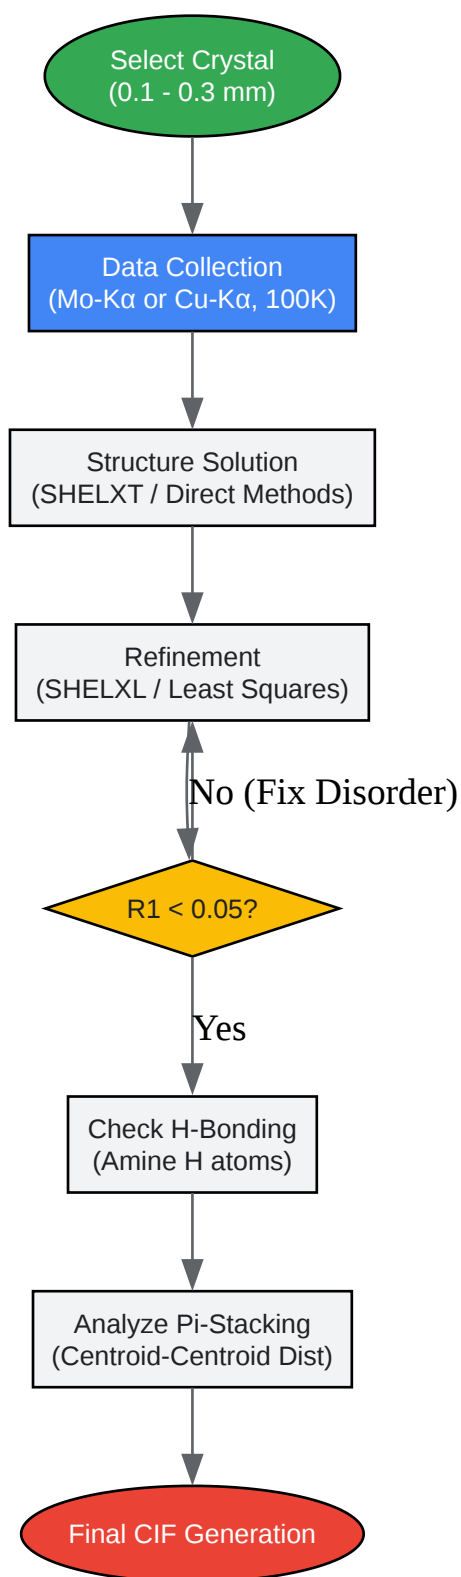 Select Crystal
(0.1 - 0.3 mm)
Data Collection
(Mo-Kα or Cu-Kα, 100K)
Structure Solution
(SHELXT / Direct Methods)
Refinement
(SHELXL / Least Squares)
No (Fix Disorder)
R1 < 0.05?
Yes
Check H-Bonding
(Amine H atoms)
Analyze Pi-Stacking
(Centroid-Centroid Dist)
Final CIF Generation